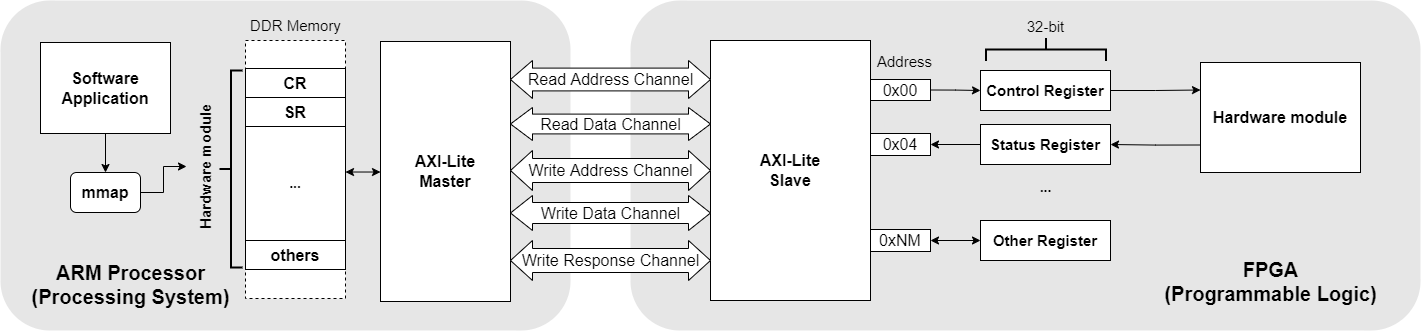 DDR Memory
Software
Application
mmap
Hardware module
CR
SR
...
others
ARM Processor
(Processing System)
AXI-Lite
Master
Read Address Channel
Read Data Channel
Write Address Channel
Write Data Channel
Write Response Channel
AXI-Lite
Slave
Address
0x00
0x04
0xNM
32-bit
Control Register
Status Register
...
Other Register
Hardware module
FPGA
(Programmable Logic)